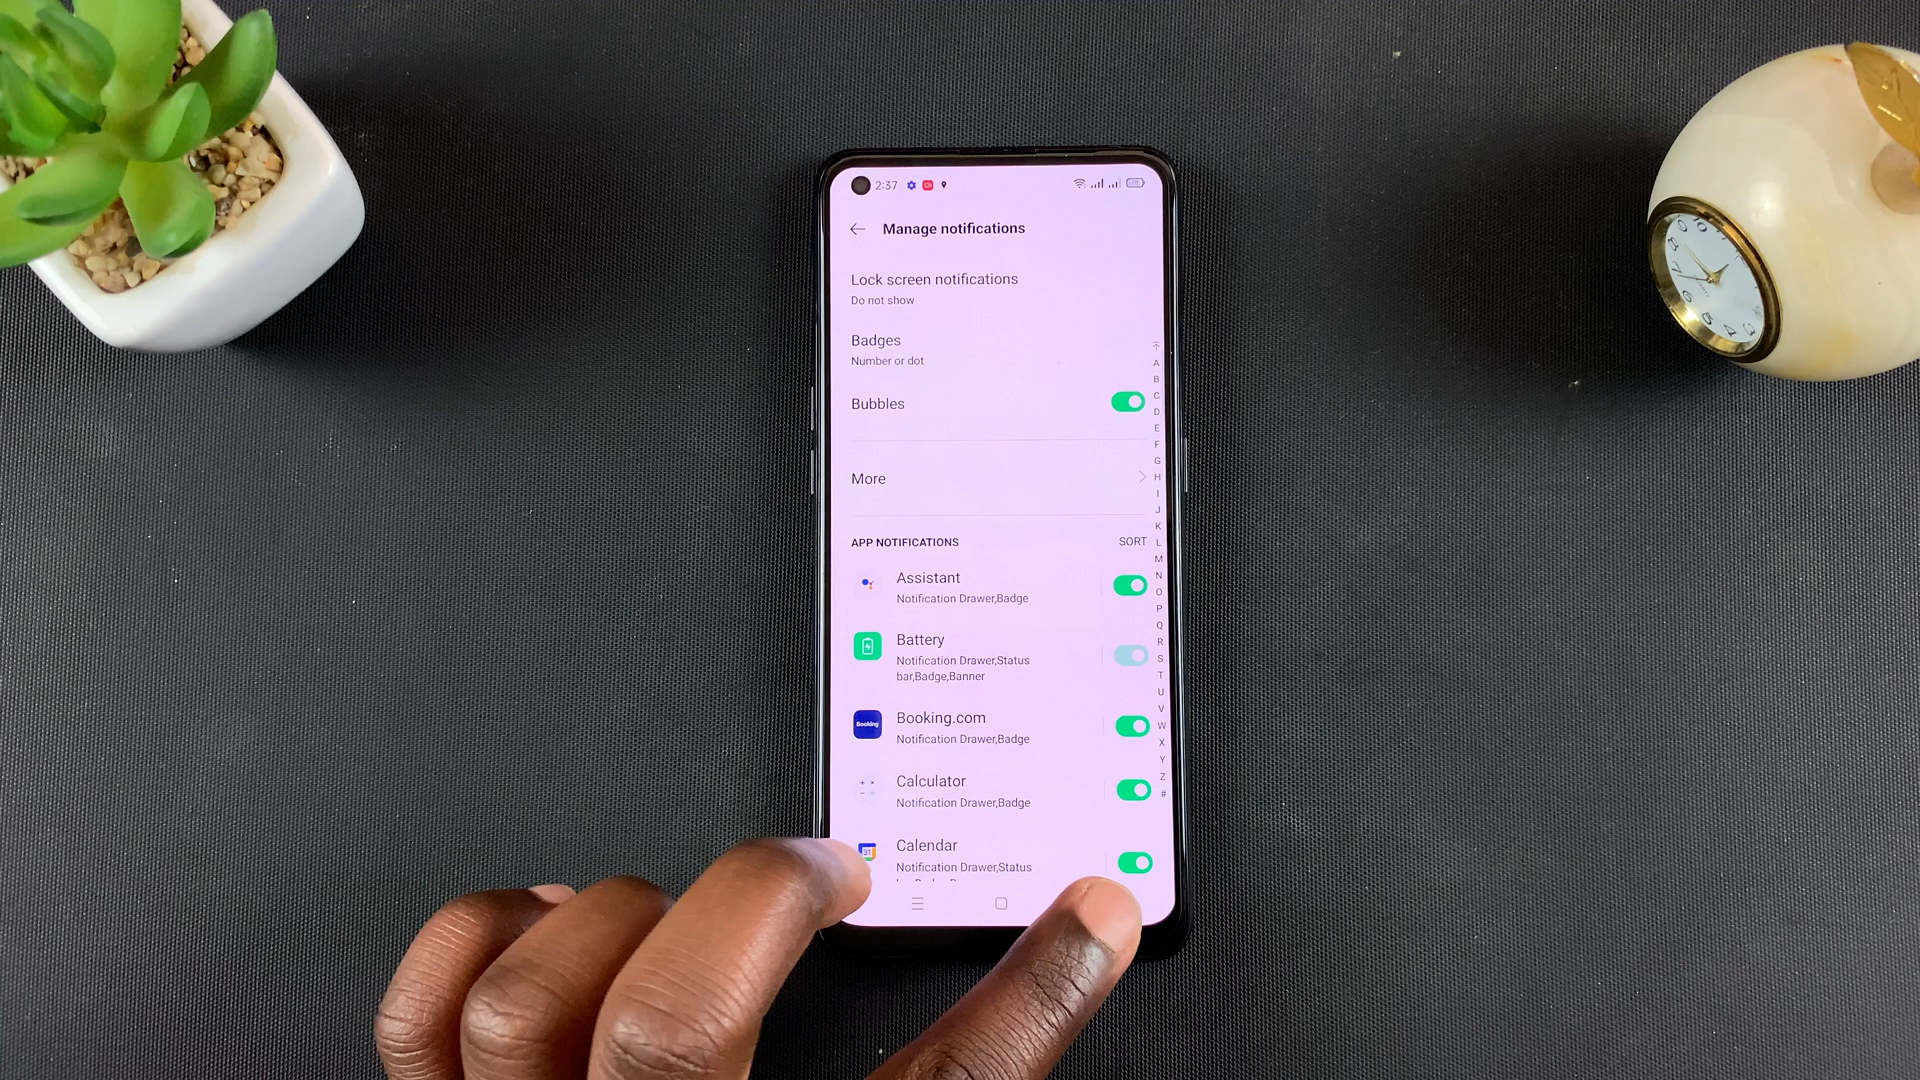 2:37
Manage notifications
Lock screen notifications
Do not show
Badges
Number or dot
Bubbles
More
APP NOTIFICATIONS
SORT
Assistant
Notification Drawer,Badge
Battery
Notification Drawer,Status
bar,Badge,Banner
Booking
Booking.com
Notification Drawer,Badge
Calculator
Notification Drawer,Badge
31
Calendar
Notification Drawer,Status
A
B
C
D
E
F
G
H
I
J
K
L
M
N
O
P
Q
R
S
T
U
V
W
X
Y
Z
#